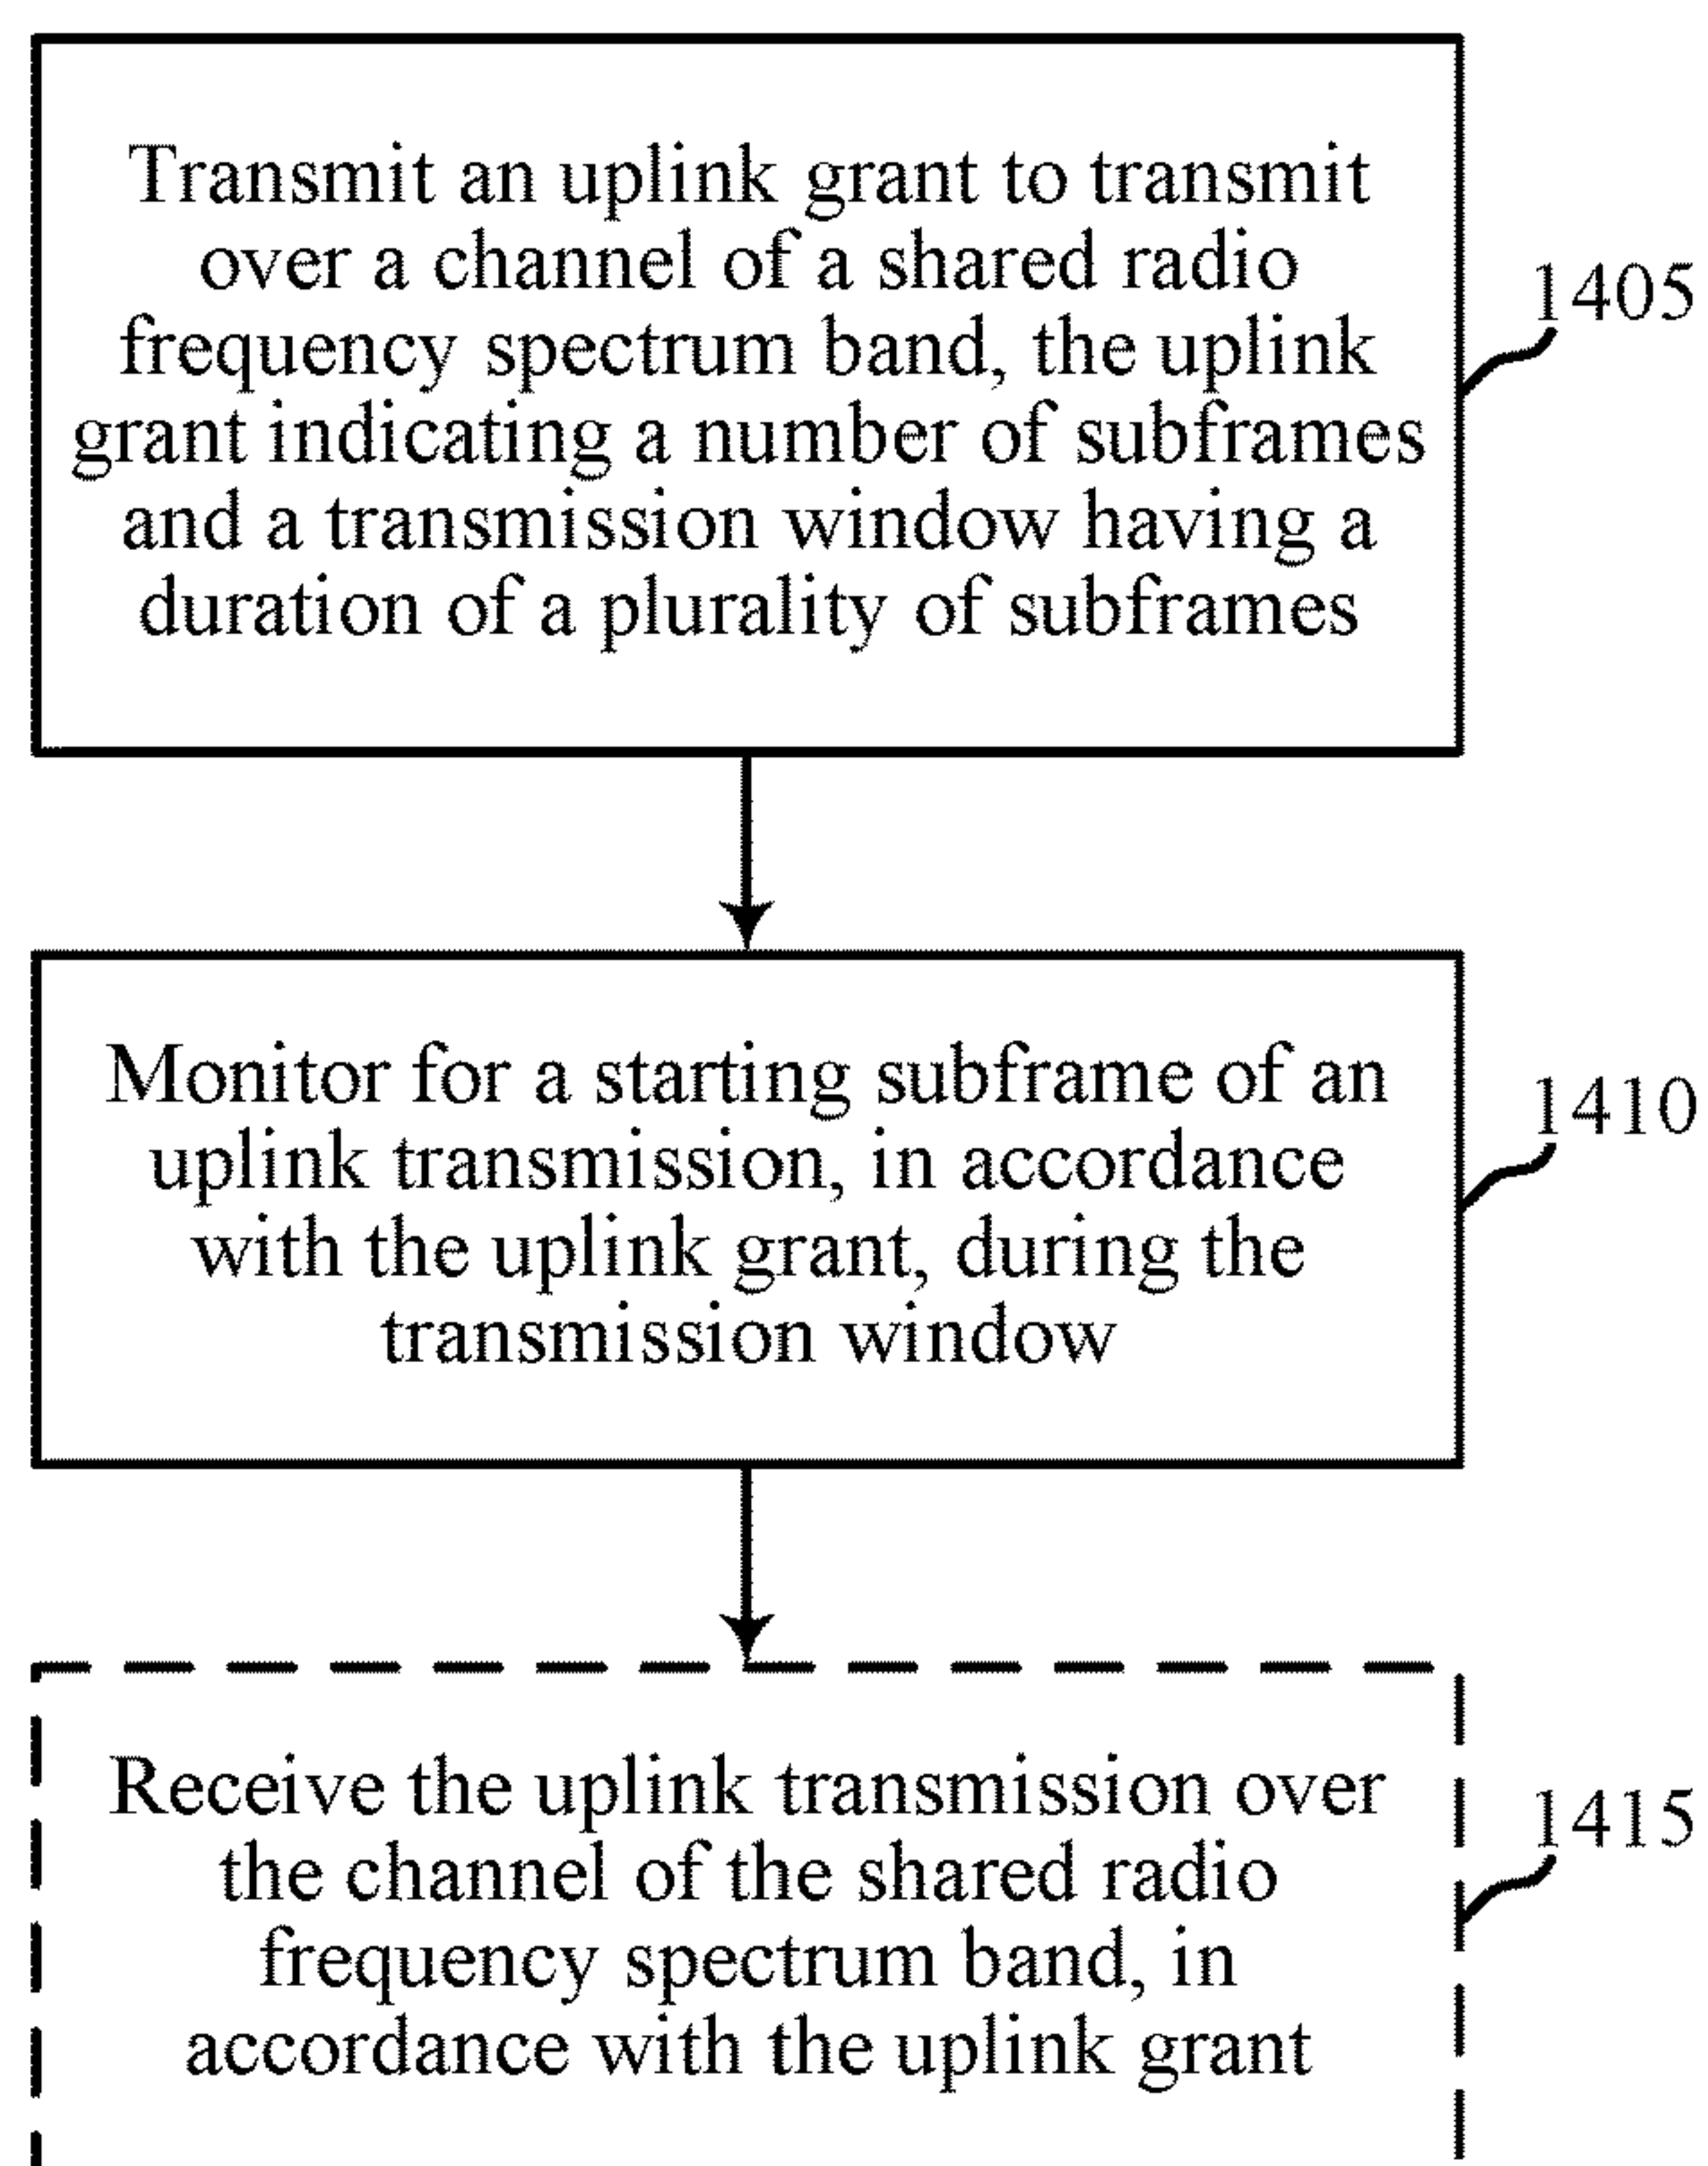 Transmit an uplink grant to transmit
over a channel of a shared radio
frequency spectrum band, the uplink
grant indicating a number of subframes
and a transmission window having a
duration of a plurality of subframes
1405
Monitor for a starting subframe of an
uplink transmission, in accordance
with the uplink grant, during the
transmission window
1410
Receive the uplink transmission over
the channel of the shared radio
frequency spectrum band, in
accordance with the uplink grant
1415